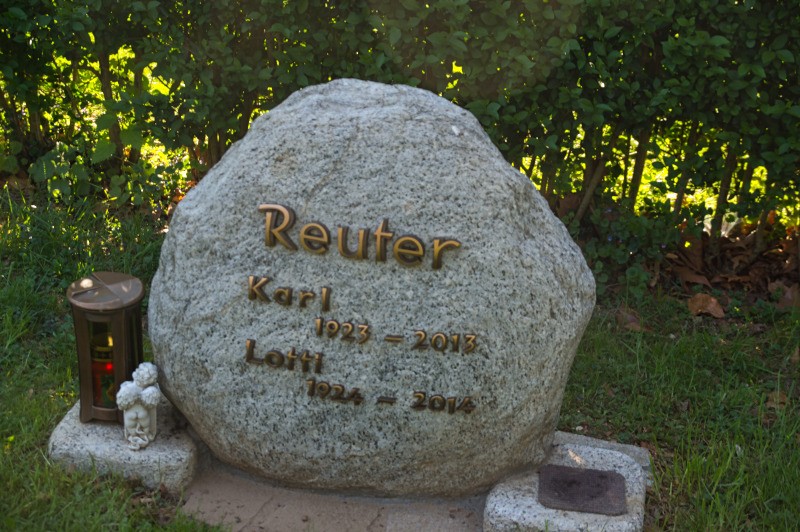 Reuter
Karl
1923 – 2013
Lotti
1924 – 2014